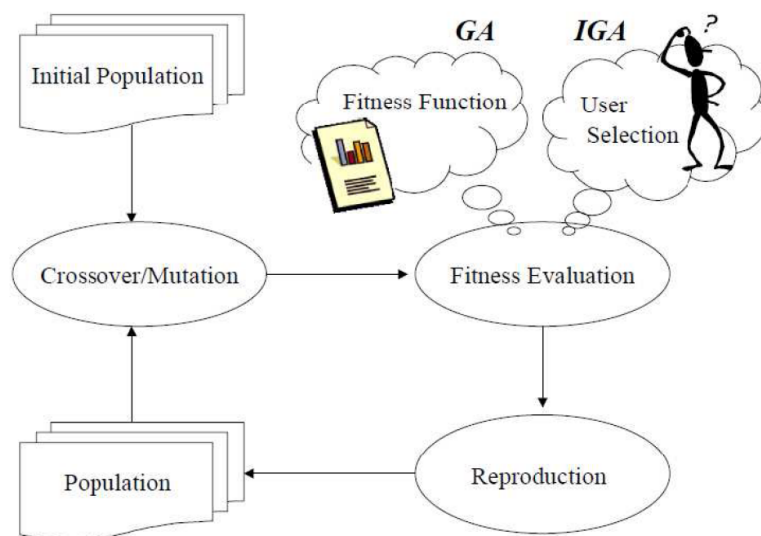 GA
IGA
?
Initial Population
Fitness Function
User
Selection
Crossover/Mutation
Fitness Evaluation
Population
Reproduction